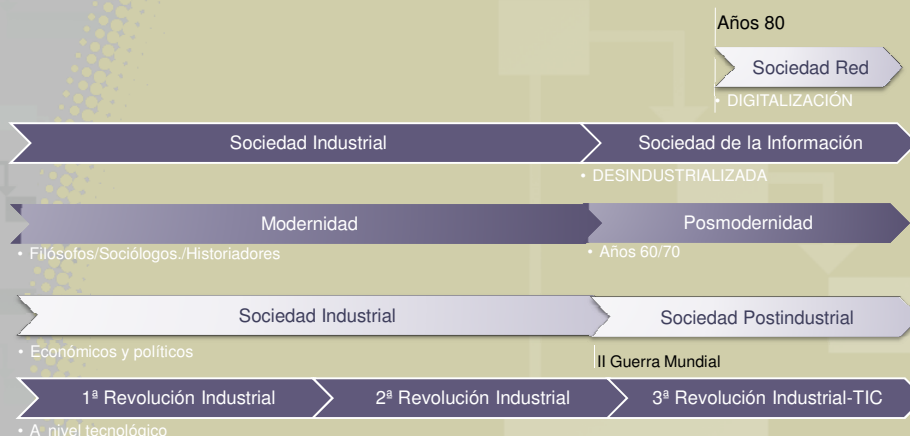 Años 80
Sociedad Red
• DIGITALIZACIÓN
Sociedad Industrial
Sociedad de la Información
• DESINDUSTRIALIZADA
Modernidad
Posmodernidad
• Filósofos/Sociólogos./Historiadores
• Años 60/70
Sociedad Industrial
Sociedad Postindustrial
• Económicos y políticos
II Guerra Mundial
1ª Revolución Industrial
2ª Revolución Industrial
3ª Revolución Industrial-TIC
• A nivel tecnológico